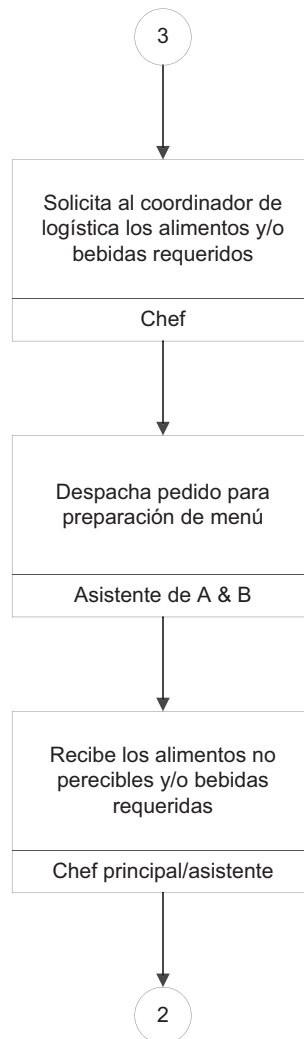 3
Solicita al coordinador de
logística los alimentos y/o
bebidas requeridos
Chef
Despacha pedido para
preparación de menú
Asistente de A & B
Recibe los alimentos no
perecibles y/o bebidas
requeridas
Chef principal/asistente
2